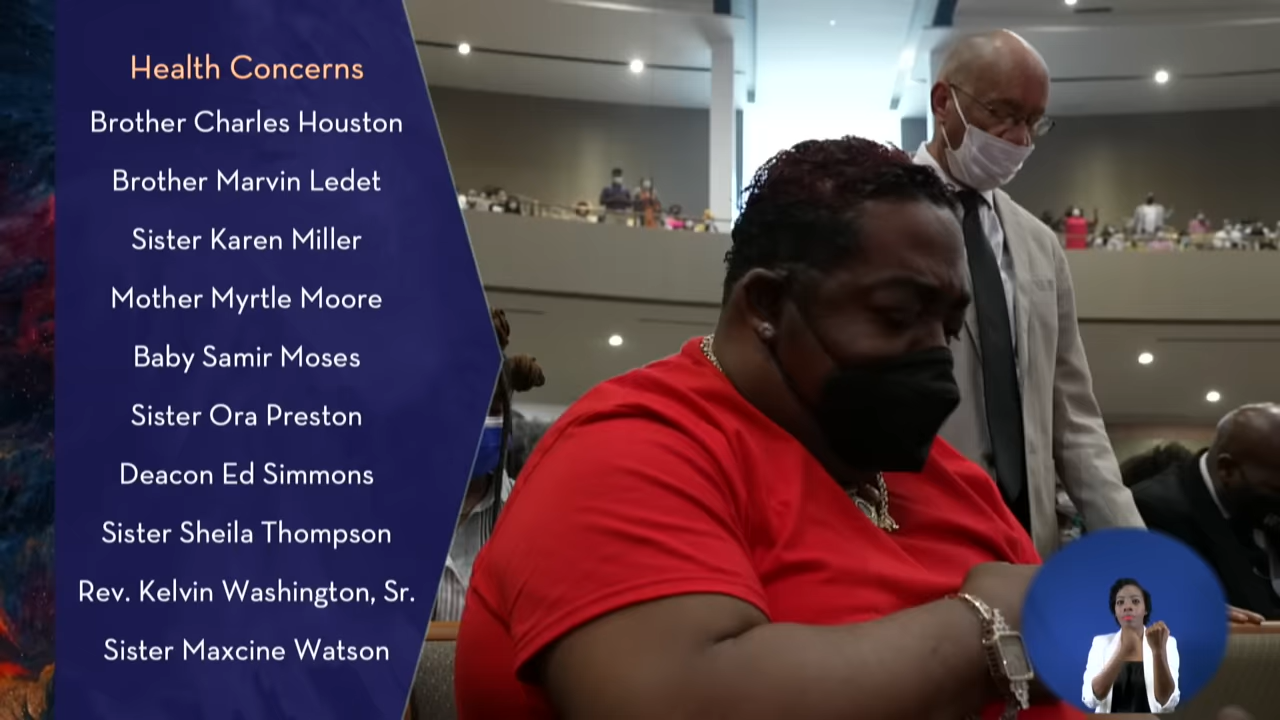 Health Concerns
Brother Charles Houston
Brother Marvin Ledet
Sister Karen Miller
Mother Myrtle Moore
Baby Samir Moses
Sister Ora Preston
Deacon Ed Simmons
Sister Sheila Thompson
Rev. Kelvin Washington, Sr.
Sister Maxcine Watson